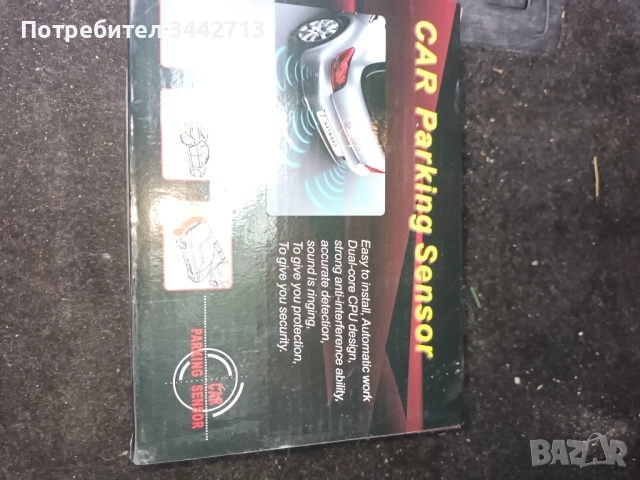 Потребител 3442713
CAR Parking Sensor
Easy to install, Automatic work
Dual-core CPU design,
strong anti-interference ability,
accurate detection,
sound is ringing,
To give you protection,
To give you security.
CAR
PARKING SENSOR
BAZAR